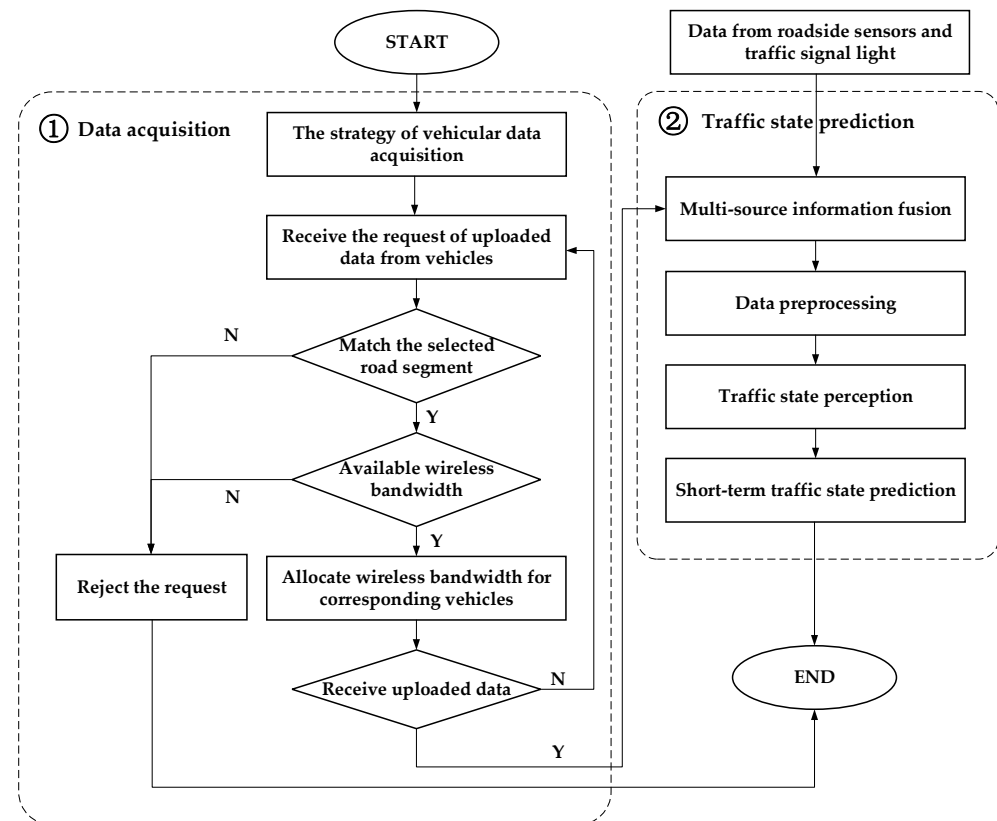 START
① Data acquisition
The strategy of vehicular data
acquisition
Receive the request of uploaded
data from vehicles
N
Match the selected
road segment
Y
Available wireless
bandwidth
N
Y
Reject the request
Allocate wireless bandwidth for
corresponding vehicles
Receive uploaded data
N
Y
Data from roadside sensors and
traffic signal light
② Traffic state prediction
Multi-source information fusion
Data preprocessing
Traffic state perception
Short-term traffic state prediction
END